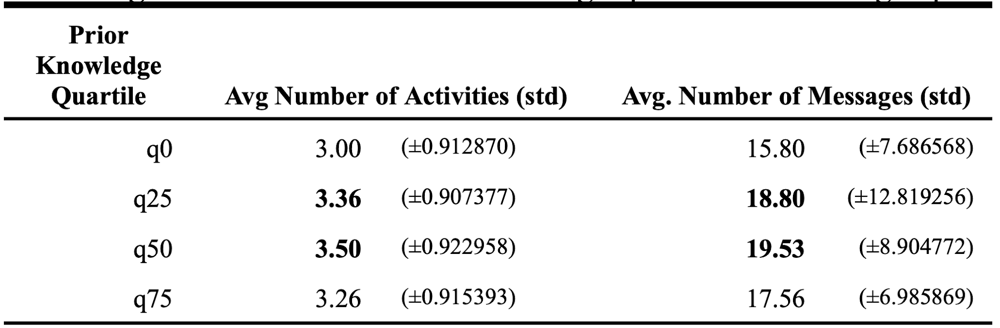 Prior
Knowledge
Quartile Avg Number of Activities (std) Avg. Number of Messages (std)
q0 3.00 (±0.912870) 15.80 (±7.686568)
q25 3.36 (±0.907377) 18.80 (±12.819256)
q50 3.50 (±0.922958) 19.53 (±8.904772)
q75 3.26 (±0.915393) 17.56 (±6.985869)